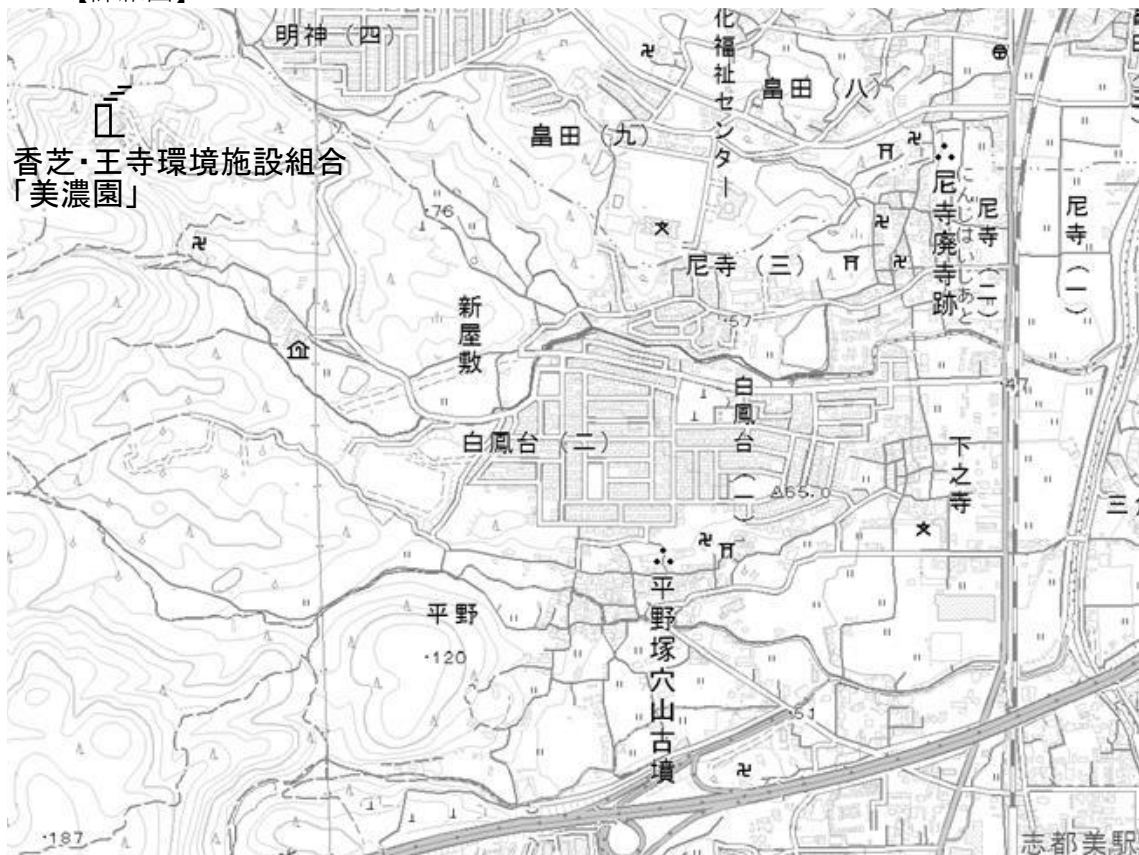 明神（四）
香芝・王寺環境施設組合
「美濃園」
化福祉センター
畠田（八）
畠田（九）
尼寺廃寺跡
にんじはいじあと
尼寺（二）
尼寺（一）
尼寺（三）
・76
・57
新屋敷
47
白鳳台（二）
白鳳台（一）
65.0
下之寺
三
平野
・120
平野塚穴山古墳
・51
・187
志都美駅